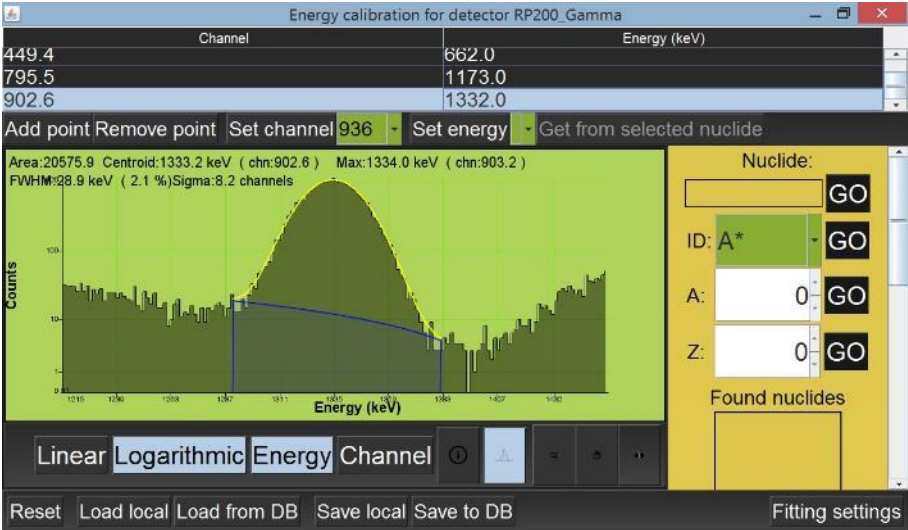 Energy calibration for detector RP200_Gamma
Channel Energy (keV)
449.4 662.0
795.5 1173.0
902.6 1332.0
Add point Remove point Set channel 936 Set energy Get from selected nuclide
Area:20575.9 Centroid:1333.2 keV ( chn:902.6 ) Max:1334.0 keV ( chn:903.2 )
FWHM:28.9 keV ( 2.1 %)Sigma:8.2 channels
Nuclide:
GO
ID: A* GO
A: 0 GO
Z: 0 GO
Found nuclides
Counts
100-
10-
1-
Energy (keV)
Linear Logarithmic Energy Channel
Reset Load local Load from DB Save local Save to DB Fitting settings